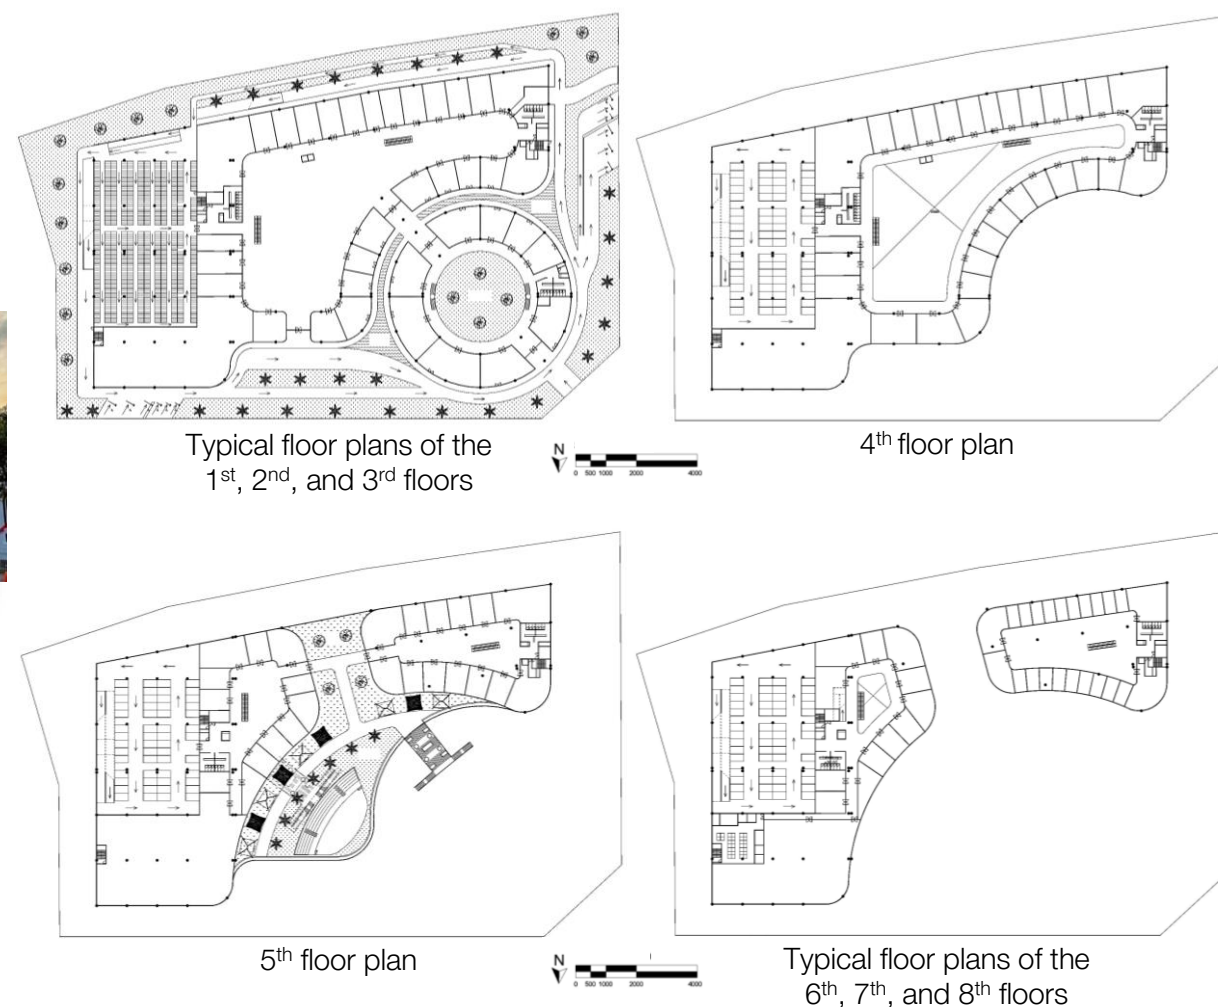 Typical floor plans of the
1st, 2nd, and 3rd floors
N
0 500 1000 2000 4000
4th floor plan
5th floor plan
N
0 500 1000 2000 4000
Typical floor plans of the
6th, 7th, and 8th floors